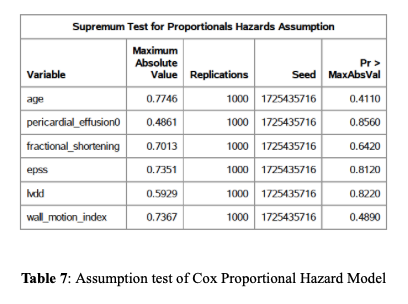 Supremum Test for Proportionals Hazards Assumption
Variable Maximum Absolute Value Replications Seed Pr > MaxAbsVal
age 0.7746 1000 1725435716 0.4110
pericardial_effusion0 0.4861 1000 1725435716 0.8560
fractional_shortening 0.7013 1000 1725435716 0.6420
epss 0.7351 1000 1725435716 0.8120
lvdd 0.5929 1000 1725435716 0.8220
wall_motion_index 0.7367 1000 1725435716 0.4890
Table 7: Assumption test of Cox Proportional Hazard Model